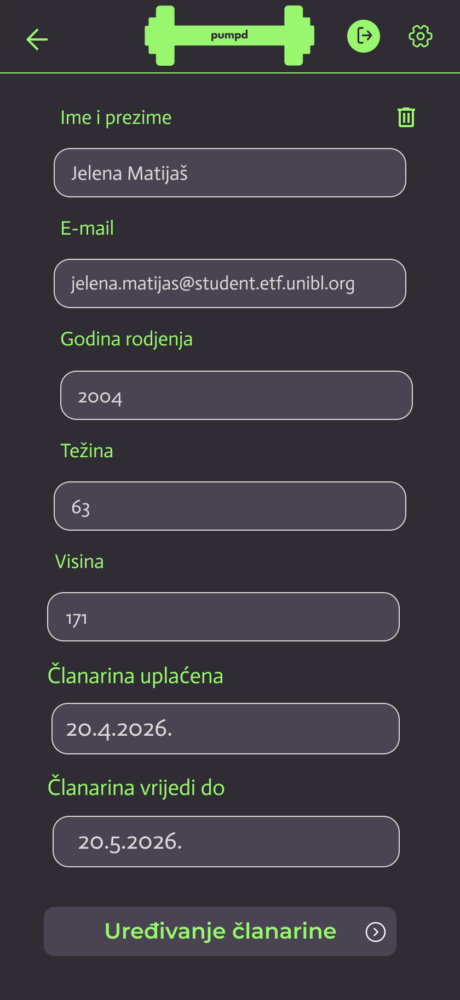 pumpd
Ime i prezime
Jelena Matijaš
E-mail
jelena.matijas@student.etf.unibl.org
Godina rodjenja
2004
Težina
63
Visina
171
Članarina uplaćena
20.4.2026.
Članarina vrijedi do
20.5.2026.
Uređivanje članarine